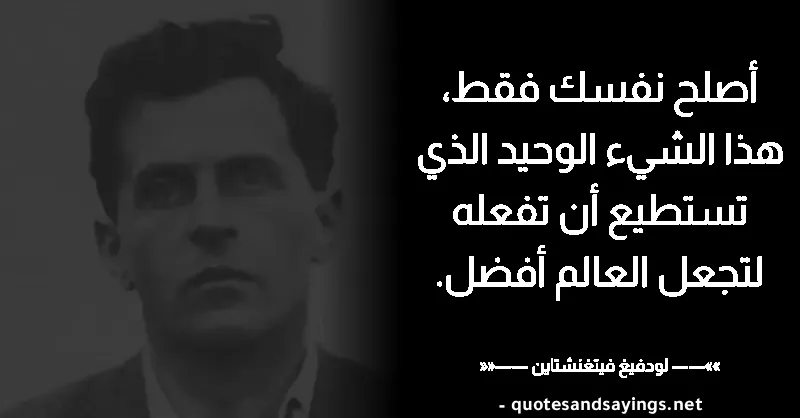 أصلح نفسك فقط،
هذا الشيء الوحيد الذي
تستطيع أن تفعله
لتجعل العالم أفضل.
»»—— لودفيغ فيتغنشتاين ——««
- quotesandsayings.net